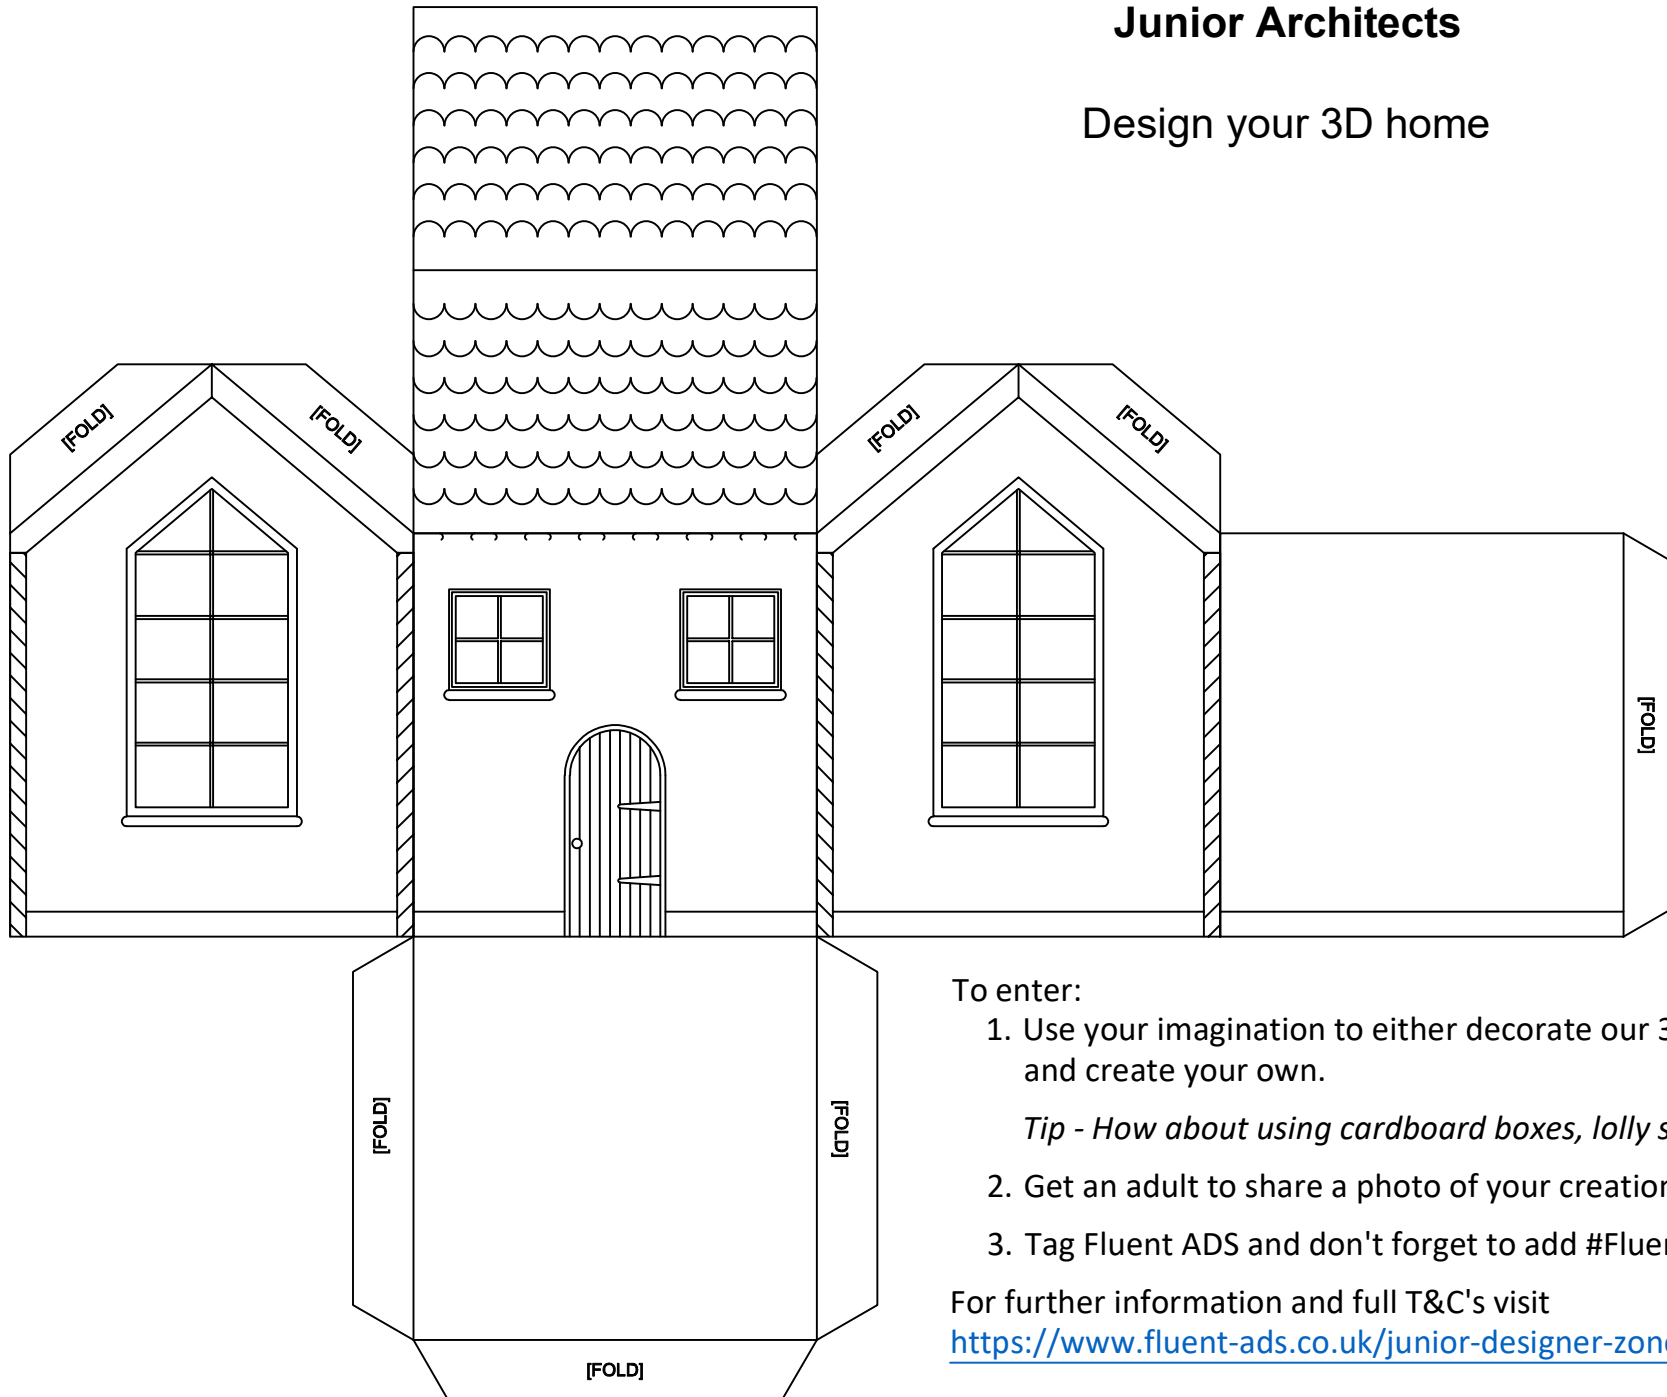 Junior Architects
Design your 3D home
[FOLD]
[FOLD]
[FOLD]
[FOLD]
[FOLD]
[FOLD]
[FOLD]
[FOLD]
To enter:
1. Use your imagination to either decorate our
and create your own.
Tip - How about using cardboard boxes, lolly
2. Get an adult to share a photo of your creation
3. Tag Fluent ADS and don't forget to add
For further information and full T&C's visit
https://www.fluent-ads.co.uk/junior-designer-zone